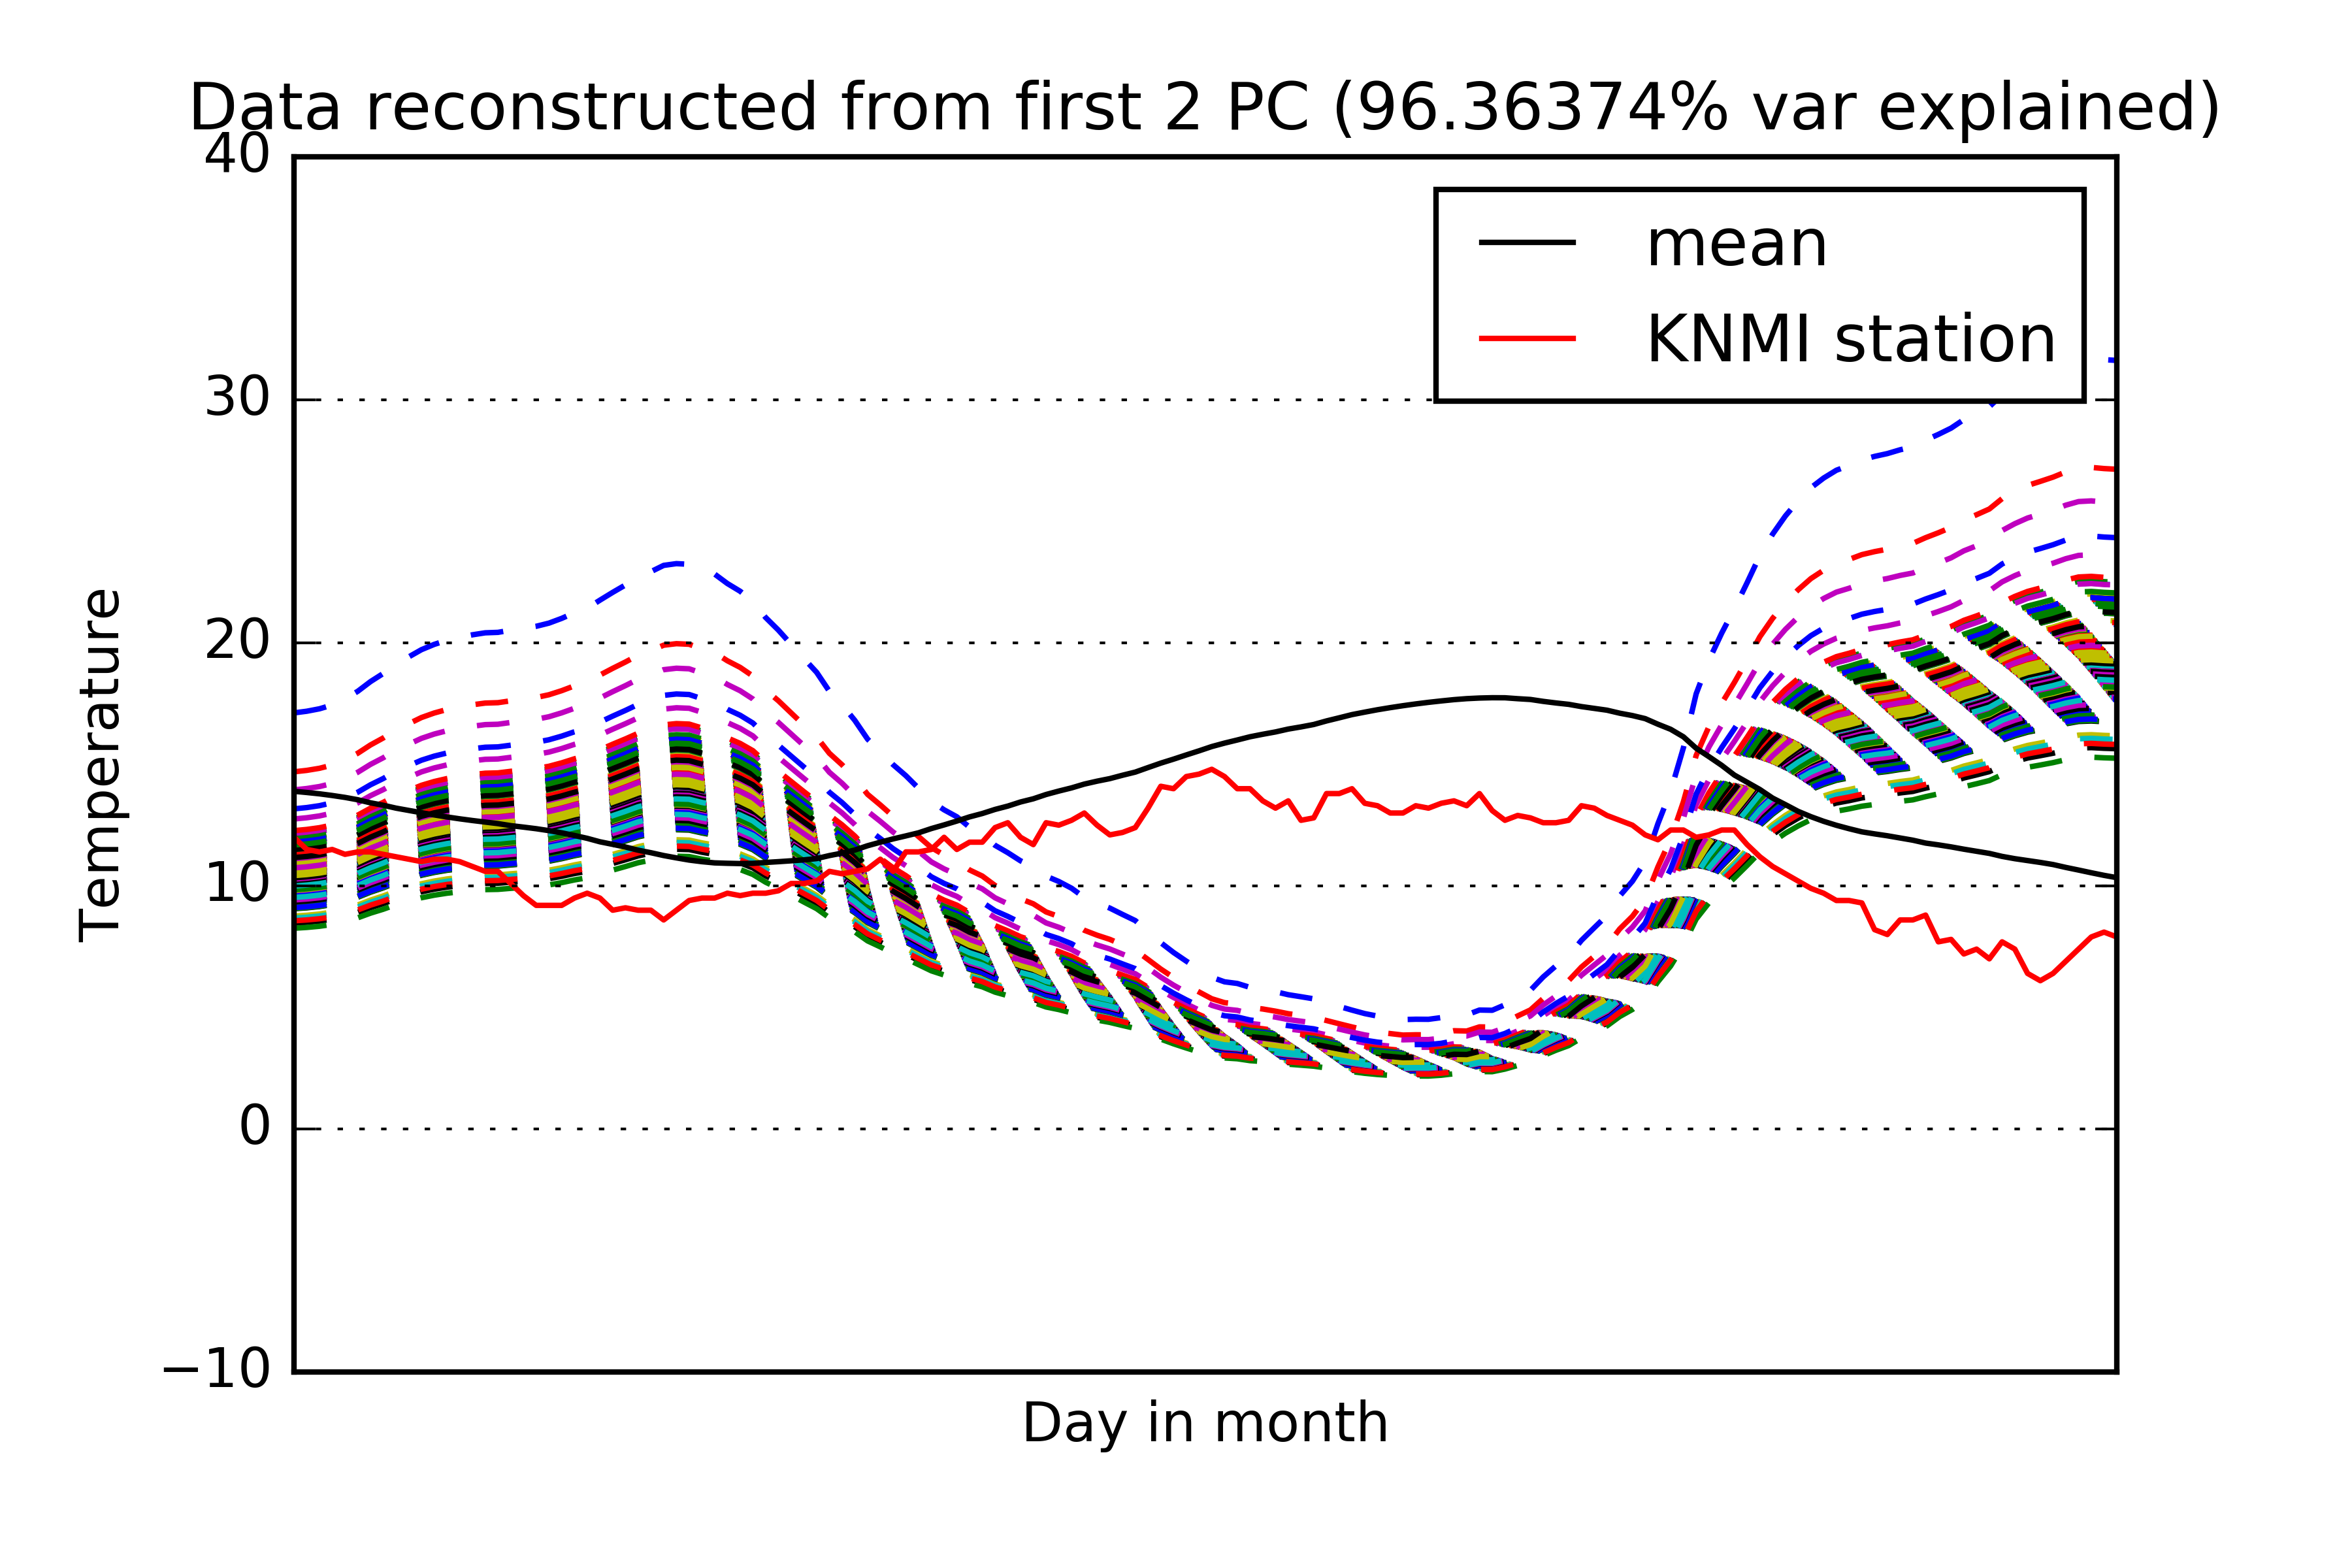 Data reconstructed from first 2 PC (96.36374% var explained)
40
30
20
10
0
−10
Temperature
mean
KNMI station
Day in month